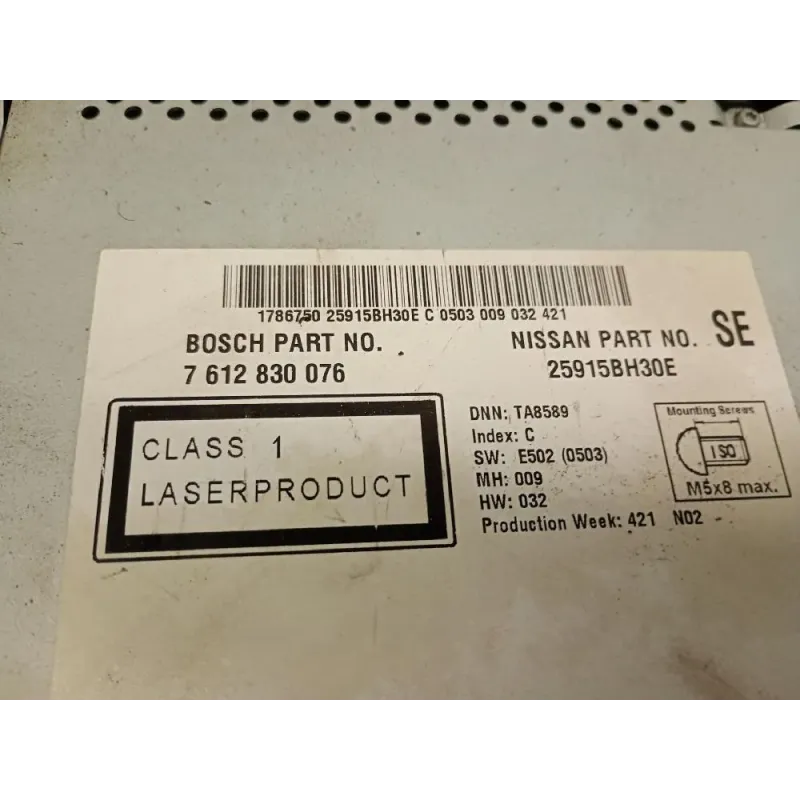 1786750 25915BH30E C 0503 009 032 421
BOSCH PART NO.
7 612 830 076
NISSAN PART NO. SE
25915BH30E
CLASS 1
LASERPRODUCT
DNN: TA8589
Index: C
SW: E502 (0503)
MH: 009
HW: 032
Production Week: 421 N02
Mounting Screws
ISO
M5x8 max.